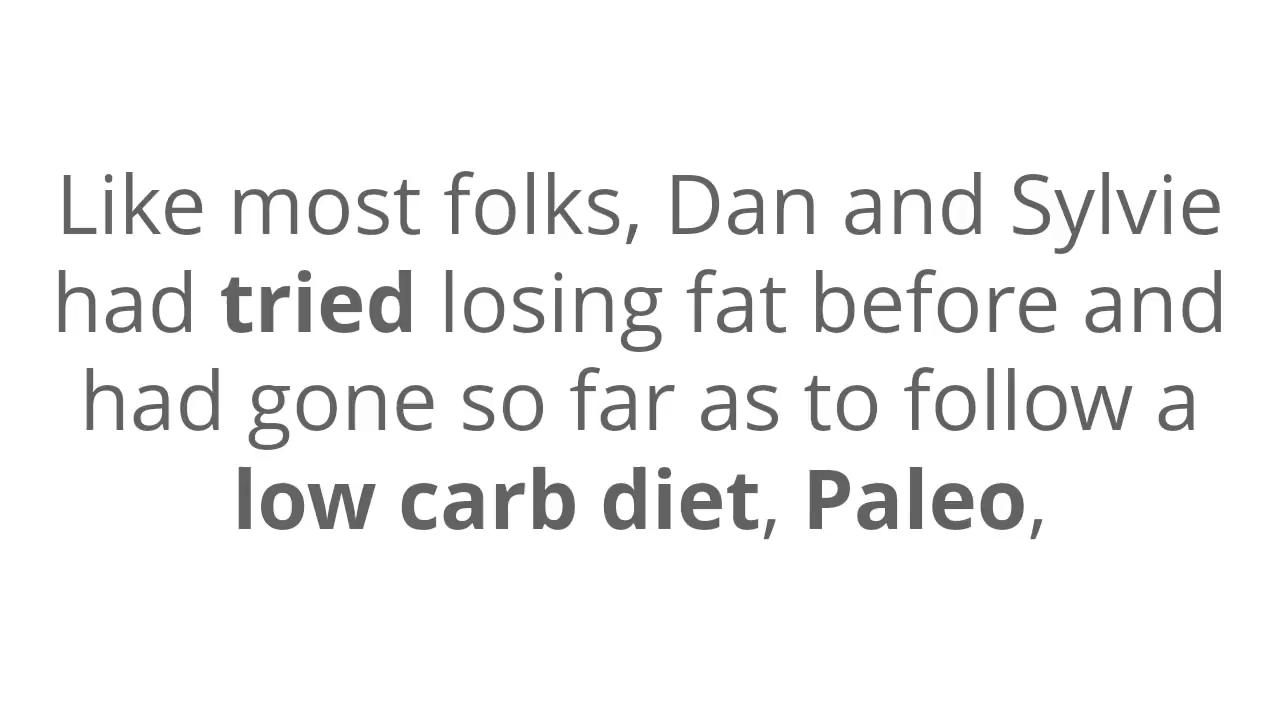 Like most folks, Dan and Sylvie
had tried losing fat before and
had gone so far as to follow a
low carb diet, Paleo,